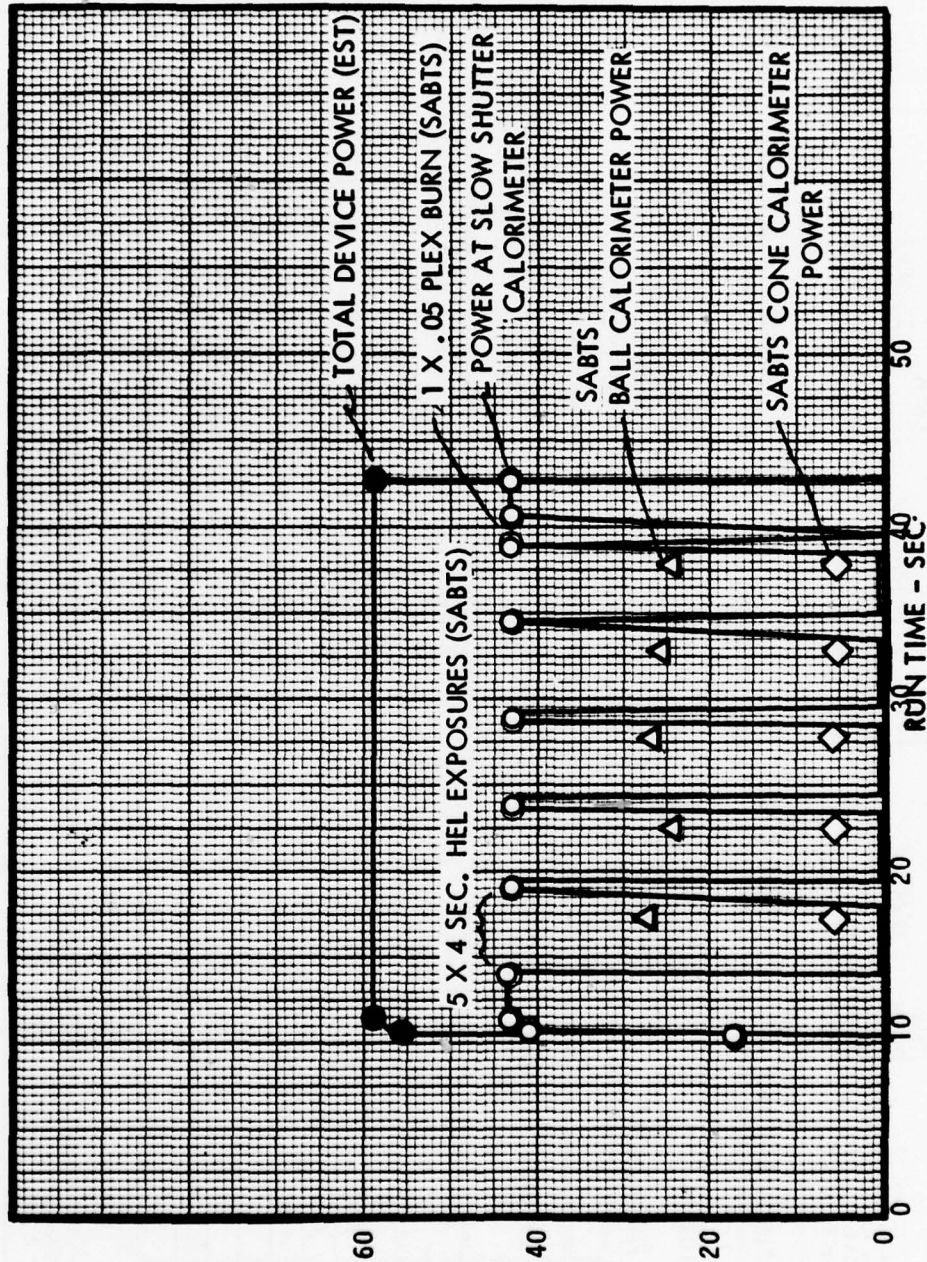 TOTAL DEVICE POWER (EST)
1 X .05 PLEX BURN (SABTS)
POWER AT SLOW SHUTTER
CALORIMETER
5 X 4 SEC. HEL EXPOSURES (SABTS)
SABTS
BALL CALORIMETER POWER
SABTS CONE CALORIMETER
POWER
60
40
20
0
0
10
20
30
40
50
RUN TIME - SEC.